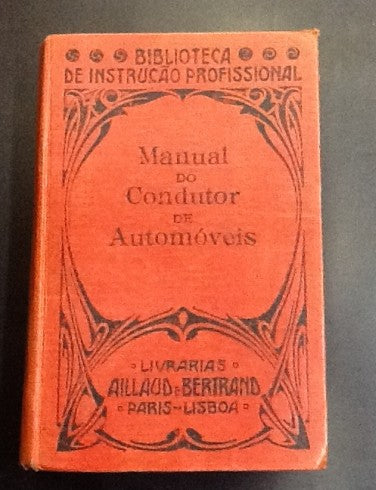 BIBLIOTECA
DE INSTRUCÇÃO PROFISSIONAL
Manual
DO
Condutor
DE
Automóveis
LIVRARIAS
AILLAUD E BERTRAND
PARIS-LISBOA